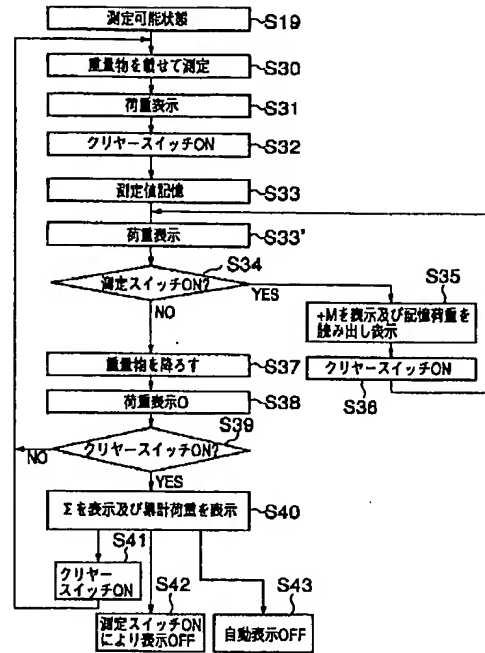 測定可能状態
S19
重量物を載せて測定
S30
荷重表示
S31
クリヤースイッチON
S32
測定値記憶
S33
荷重表示
S33'
測定スイッチON?
S34
YES
NO
+Mを表示及び記憶荷重を
読み出し表示
S35
クリヤースイッチON
S36
重量物を降ろす
S37
荷重表示0
S38
クリヤースイッチON?
S39
NO
YES
Σを表示及び累計荷重を表示
S40
クリヤー
スイッチON
S41
測定スイッチON
により表示OFF
S42
自動表示OFF
S43